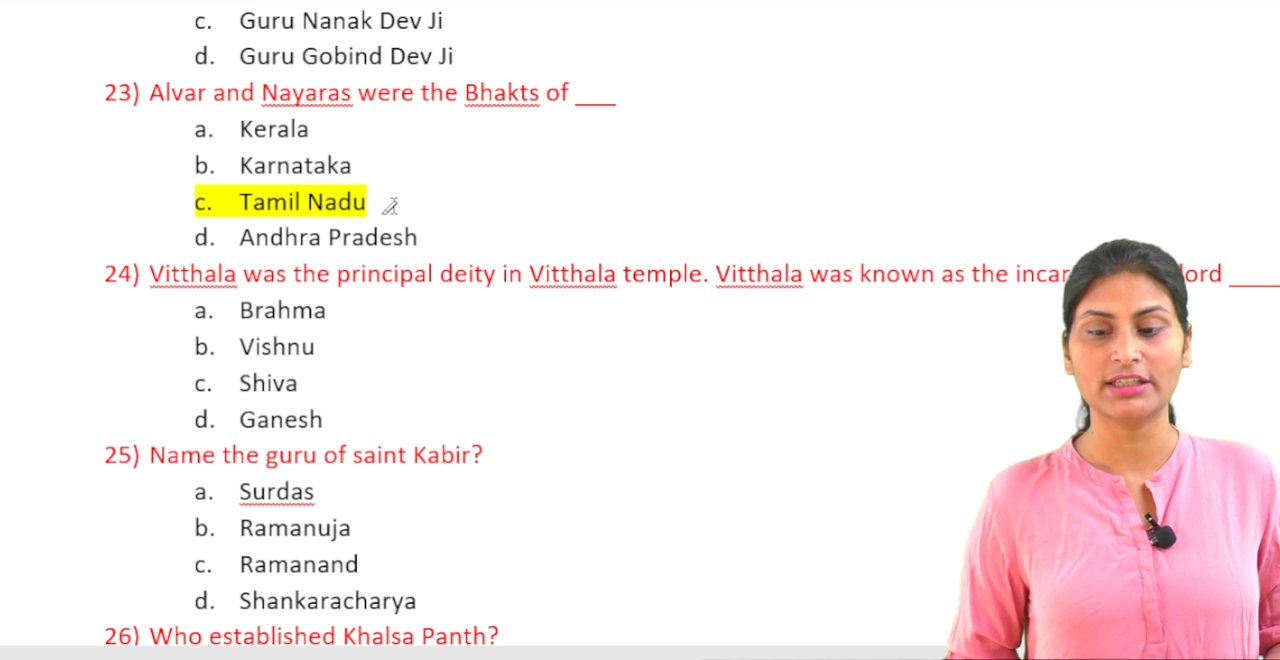 c. Guru Nanak Dev Ji
d. Guru Gobind Dev Ji
23) Alvar and Nayaras were the Bhakts of ___
a. Kerala
b. Karnataka
c. Tamil Nadu
d. Andhra Pradesh
24) Vitthala was the principal deity in Vitthala temple. Vitthala was known as the incar lord ____
a. Brahma
b. Vishnu
c. Shiva
d. Ganesh
25) Name the guru of saint Kabir?
a. Surdas
b. Ramanuja
c. Ramanand
d. Shankaracharya
26) Who established Khalsa Panth?